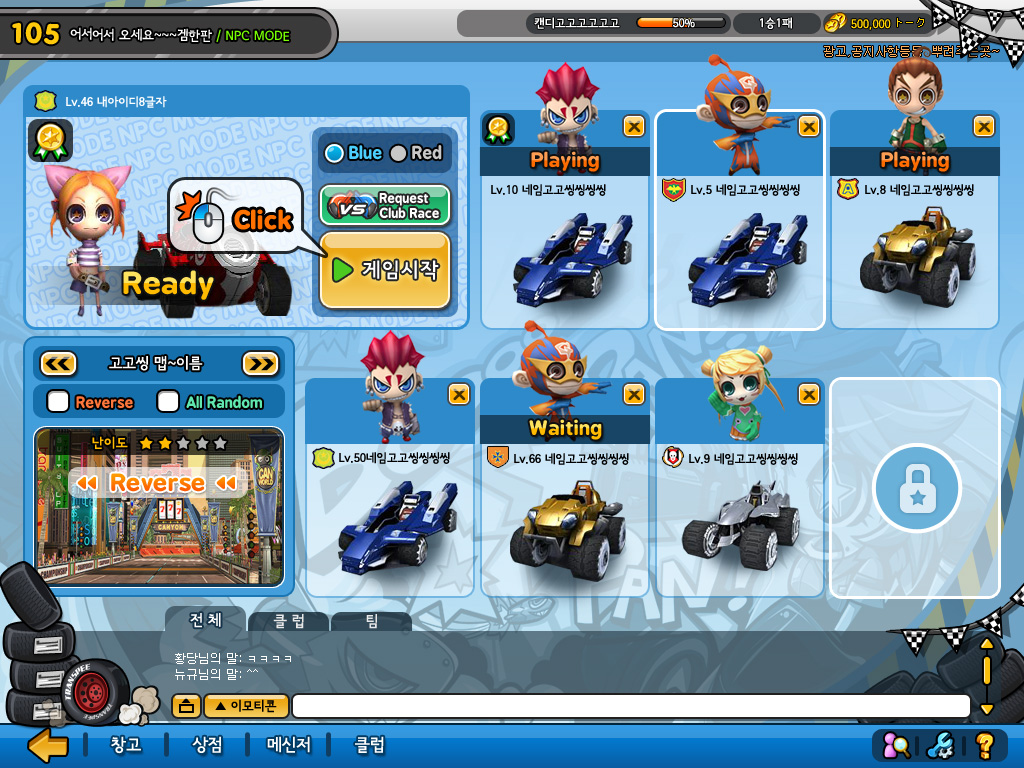 105 어서어서 오세요~~~겜한판 / NPC MODE
캔디고고고고고고 50% 1승1패 500,000 トーク
광고,공지사항등등
Lv.46 내아이디8글자
Blue Red
VS Request
Club Race
Click
게임시작
Ready
Playing
Lv.10 네임고고씽씽씽씽
Lv.5 네임고고씽씽씽씽
Playing
Lv.8 네임고고씽씽씽씽
고고씽 맵~이름
Reverse All Random
난이도
Reverse
777
CANYON
CAN
WORLD
Lv.50네임고고씽씽씽씽
Waiting
Lv.66 네임고고씽씽씽씽
Lv.9 네임고고씽씽씽씽
전 체 클 럽 팀
황당님의 말: ㅋㅋㅋㅋ
뉴규님의 말: ^^
TRANSPEE
▲ 이모티콘
창고 상점 메신저 클럽